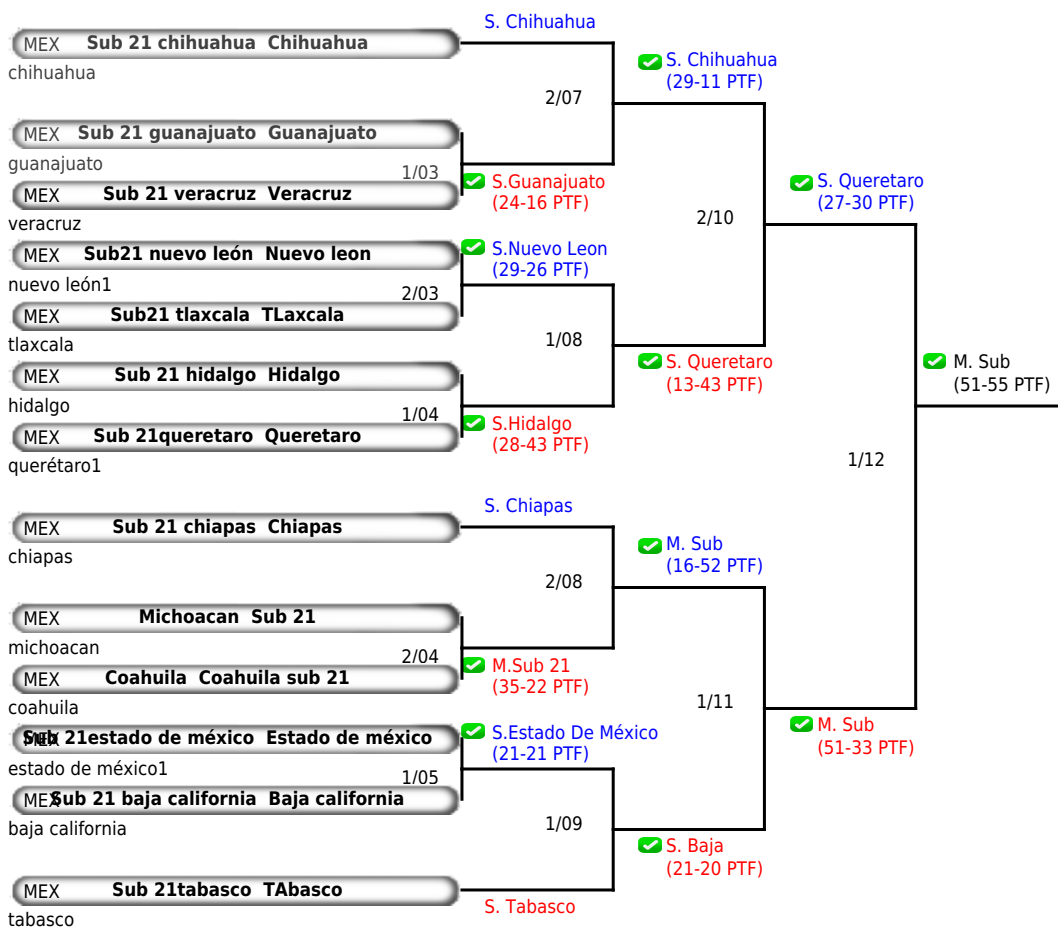 S. Chihuahua
MEX Sub 21 chihuahua Chihuahua
chihuahua
S. Chihuahua
(29-11 PTF)
2/07
MEX Sub 21 guanajuato Guanajuato
guanajuato
1/03
S.Guanajuato
(24-16 PTF)
MEX Sub 21 veracruz Veracruz
veracruz
S. Queretaro
(27-30 PTF)
2/10
MEX Sub21 nuevo león Nuevo leon
nuevo león1
S.Nuevo Leon
(29-26 PTF)
2/03
MEX Sub21 tlaxcala TLaxcala
tlaxcala
1/08
S. Queretaro
(13-43 PTF)
M. Sub
(51-55 PTF)
MEX Sub 21 hidalgo Hidalgo
hidalgo
1/04
S.Hidalgo
(28-43 PTF)
MEX Sub 21queretaro Queretaro
querétaro1
1/12
S. Chiapas
MEX Sub 21 chiapas Chiapas
chiapas
M. Sub
(16-52 PTF)
2/08
MEX Michoacan Sub 21
michoacan
2/04
M.Sub 21
(35-22 PTF)
MEX Coahuila Coahuila sub 21
coahuila
1/11
M. Sub
(51-33 PTF)
MEX Sub 21estado de méxico Estado de méxico
estado de méxico1
S.Estado De México
(21-21 PTF)
1/05
MEX Sub 21 baja california Baja california
baja california
1/09
S. Baja
(21-20 PTF)
MEX Sub 21tabasco TAbasco
tabasco
S. Tabasco